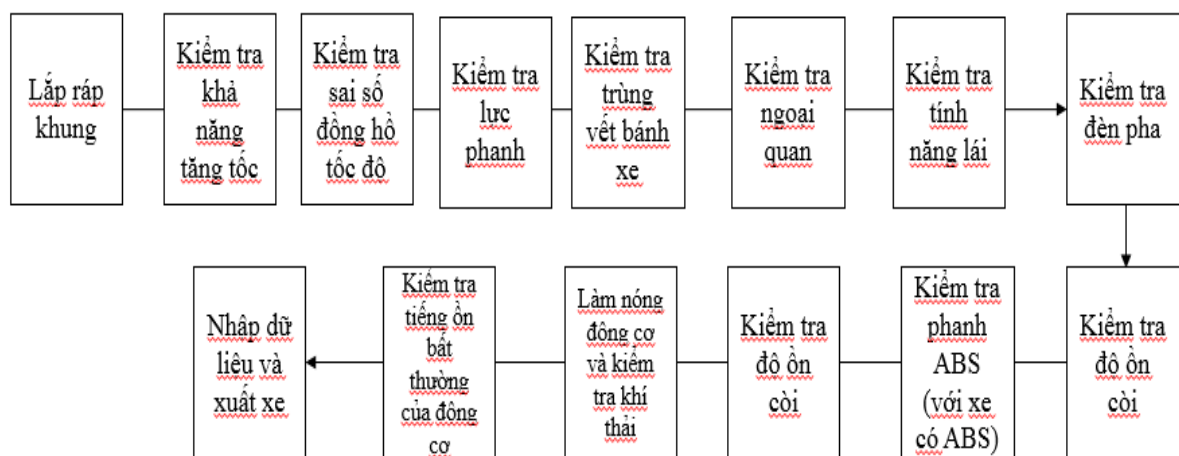 Lắp ráp
khung
Kiểm tra
khả
năng
tăng tốc
Kiểm tra
sai số
đồng hồ
tốc độ
Kiểm tra
lực
phanh
Kiểm tra
trùng
vết bánh
xe
Kiểm tra
ngoại
quan
Kiểm tra
tính
năng lái
Kiểm tra
đèn pha
Nhập dữ
liệu và
xuất xe
Kiểm tra
tiếng ồn
bất
thường
của động
cơ
Làm nóng
động cơ
và kiểm
tra khí
thải
Kiểm tra
độ ồn
còi
Kiểm tra
phanh
ABS
(với xe
có ABS)
Kiểm tra
độ ồn
còi